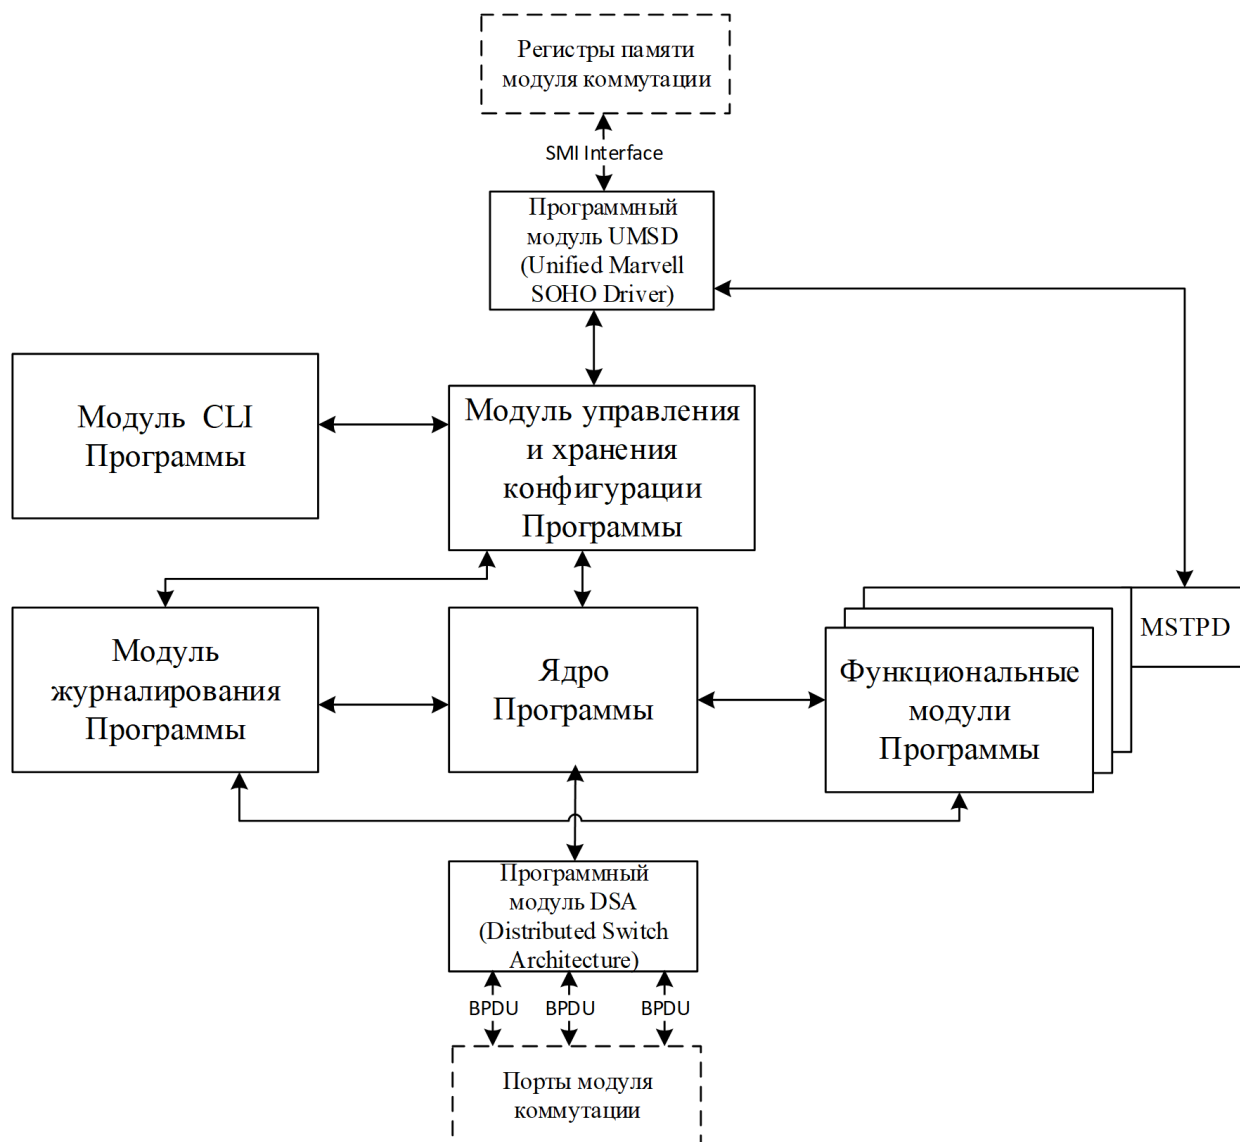 Регистры памяти
модуля коммутации
SMI Interface
Программный
модуль UMSD
(Unified Marvell
SOHO Driver)
Модуль CLI
Программы
Модуль управления
и хранения
конфигурации
Программы
Модуль
журналирования
Программы
Ядро
Программы
Функциональные
модули
Программы
MSTPD
Программный
модуль DSA
(Distributed Switch
Architecture)
BPDU
BPDU
BPDU
Порты модуля
коммутации